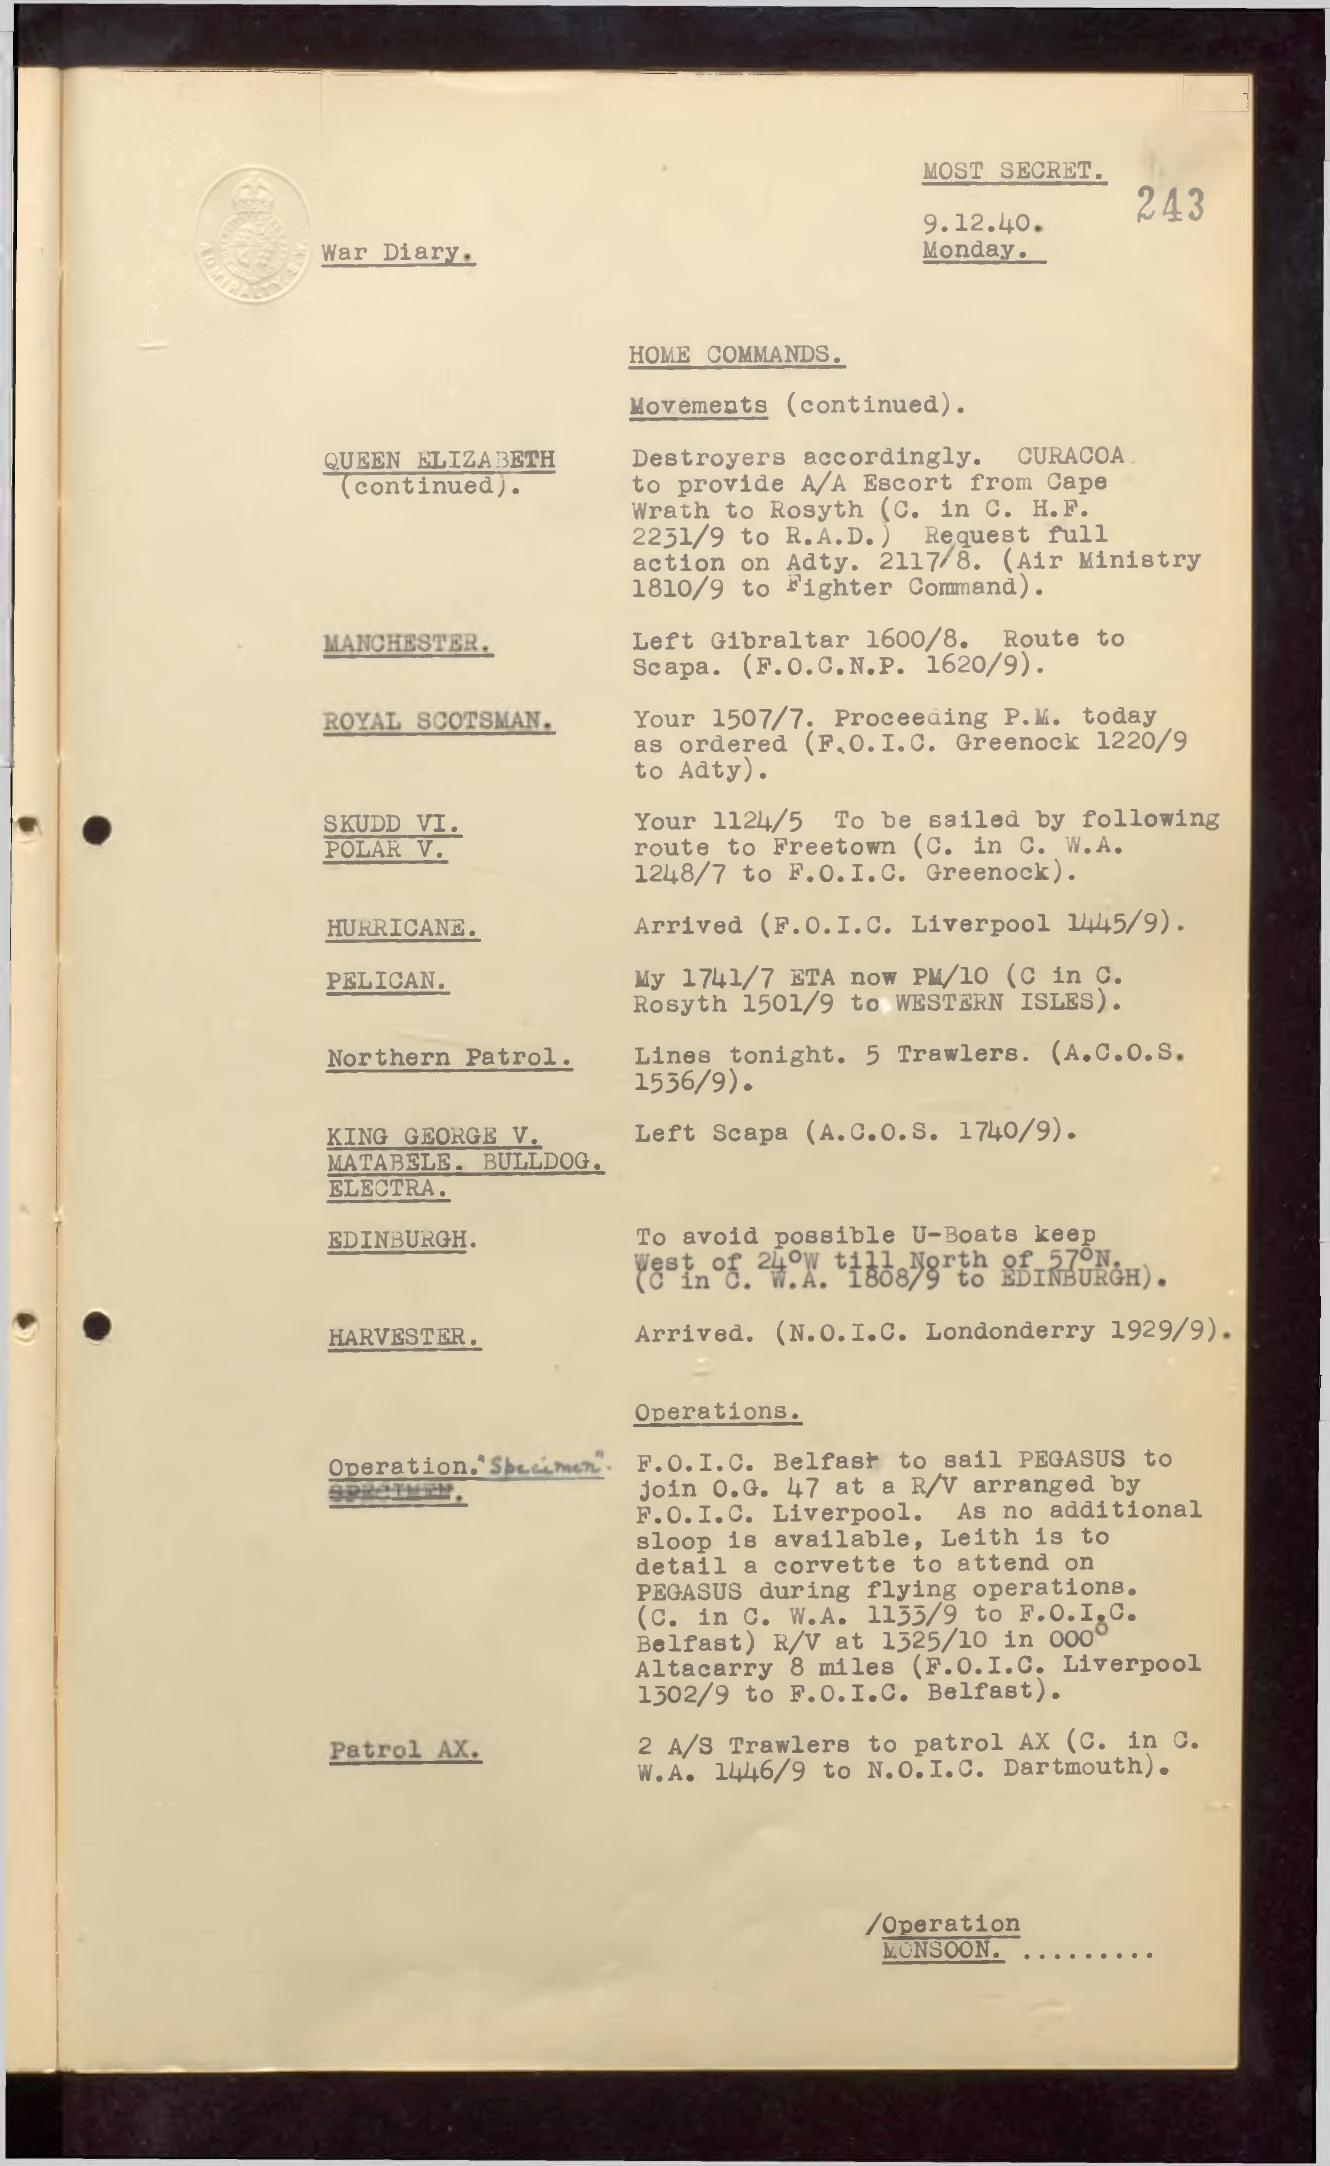 MOST SECRET.
243
9.12.40.
Monday.
War Diary.
ADMIRALTY. S.W.
HOME COMMANDS.
Movements (continued).
QUEEN ELIZABETH
(continued).
Destroyers accordingly. CURACOA
to provide A/A Escort from Cape
Wrath to Rosyth (C. in C. H.F.
2231/9 to R.A.D.) Request full
action on Adty. 2117/8. (Air Ministry
1810/9 to Fighter Command).
MANCHESTER.
Left Gibraltar 1600/8. Route to
Scapa. (F.O.C.N.P. 1620/9).
ROYAL SCOTSMAN.
Your 1507/7. Proceeding P.M. today
as ordered (F.O.I.C. Greenock 1220/9
to Adty).
SKUDD VI.
POLAR V.
Your 1124/5 To be sailed by following
route to Freetown (C. in C. W.A.
1248/7 to F.O.I.C. Greenock).
HURRICANE.
Arrived (F.O.I.C. Liverpool 1445/9).
PELICAN.
My 1741/7 ETA now PM/10 (C in C.
Rosyth 1501/9 to WESTERN ISLES).
Northern Patrol.
Lines tonight. 5 Trawlers. (A.C.O.S.
1536/9).
KING GEORGE V.
MATABELE. BULLDOG.
ELECTRA.
Left Scapa (A.C.O.S. 1740/9).
EDINBURGH.
To avoid possible U-Boats keep
West of 24°W till North of 57°N.
(C in C. W.A. 1808/9 to EDINBURGH).
HARVESTER.
Arrived. (N.O.I.C. Londonderry 1929/9).
Operations.
Operation. "Specimen".
SPECIMEN.
F.O.I.C. Belfast to sail PEGASUS to
join O.G. 47 at a R/V arranged by
F.O.I.C. Liverpool. As no additional
sloop is available, Leith is to
detail a corvette to attend on
PEGASUS during flying operations.
(C. in C. W.A. 1133/9 to F.O.I.C.
Belfast) R/V at 1325/10 in 000°
Altacarry 8 miles (F.O.I.C. Liverpool
1302/9 to F.O.I.C. Belfast).
Patrol AX.
2 A/S Trawlers to patrol AX (C. in C.
W.A. 1446/9 to N.O.I.C. Dartmouth).
/Operation
MONSOON. .........